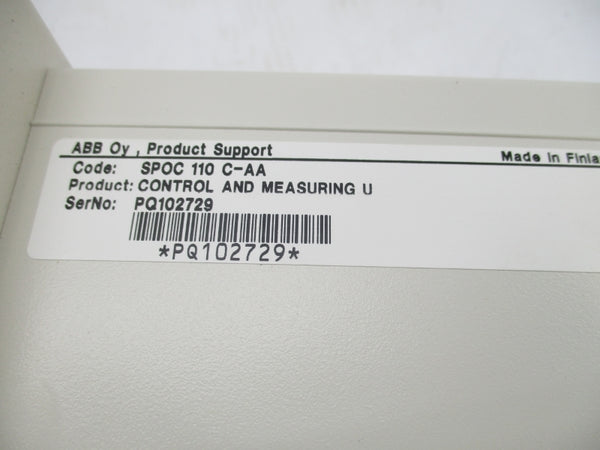 ABB Oy , Product Support
Made in Finla
Code: SPOC 110 C-AA
Product: CONTROL AND MEASURING U
SerNo: PQ102729
*PQ102729*